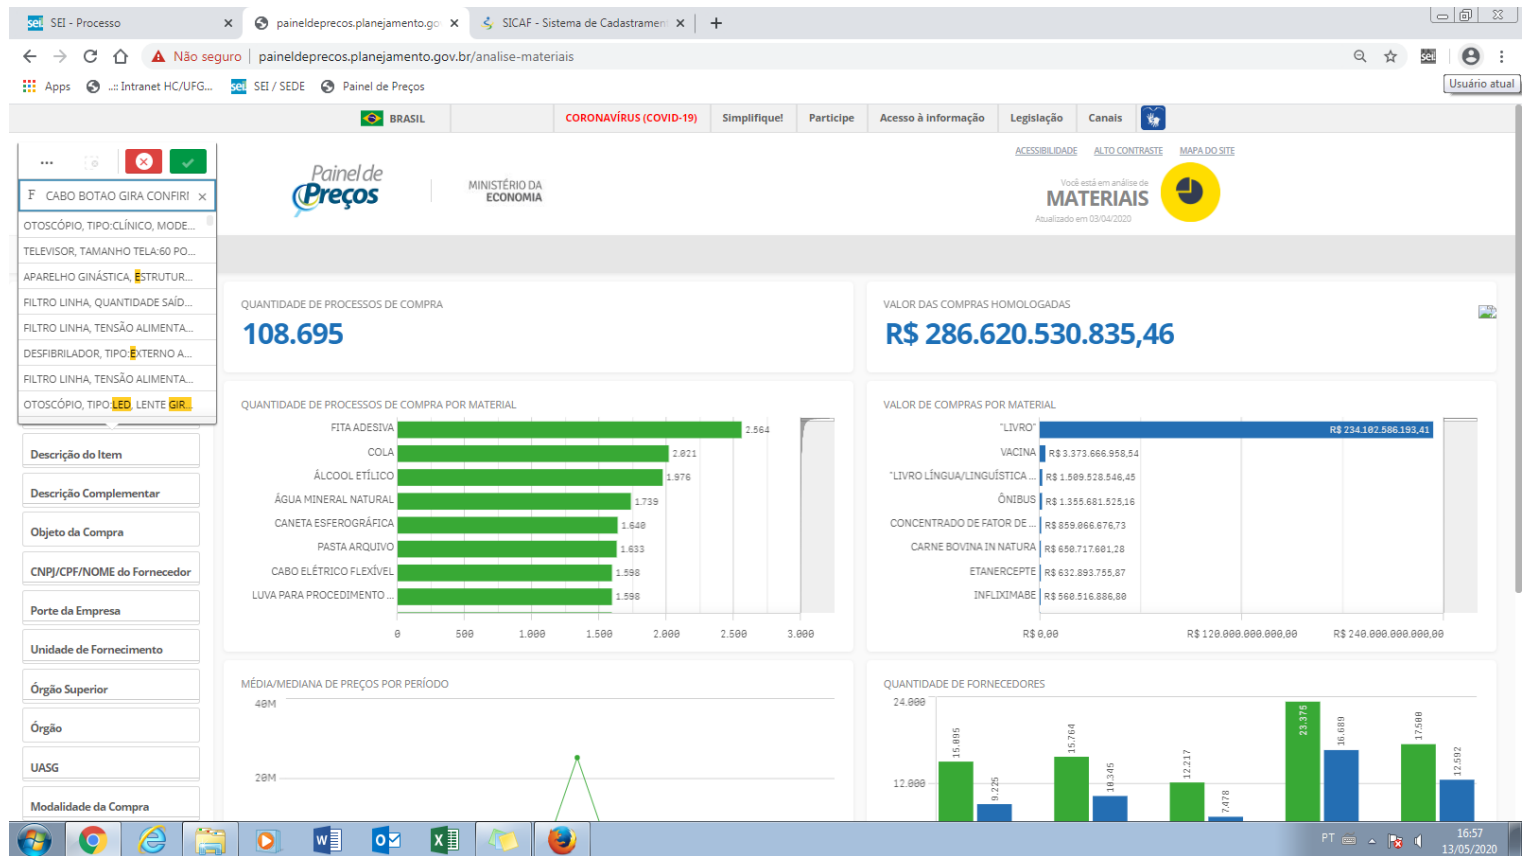 SEI - Processo
paineldeprecos.planejamento.go
SICAF - Sistema de Cadastrament
Não seguro | paineldeprecos.planejamento.gov.br/analise-materiais
Apps
..:: Intranet HC/UFG...
SEI / SEDE
Painel de Preços
Usuário atual
BRASIL
CORONAVÍRUS (COVID-19)
Simplifique!
Participe
Acesso à informação
Legislação
Canais
ACESSIBILIDADE
ALTO CONTRASTE
MAPA DO SITE
Painel de
Preços
MINISTÉRIO DA
ECONOMIA
Você está em análise de
MATERIAIS
Atualizado em 03/04/2020
F CABO BOTAO GIRA CONFIRM
OTOSCÓPIO, TIPO:CLÍNICO, MODE...
TELEVISOR, TAMANHO TELA:60 PO...
APARELHO GINÁSTICA, ESTRUTUR...
FILTRO LINHA, QUANTIDADE SAÍD...
FILTRO LINHA, TENSÃO ALIMENTA...
DESFIBRILADOR, TIPO:EXTERNO A...
FILTRO LINHA, TENSÃO ALIMENTA...
OTOSCÓPIO, TIPO:LED, LENTE GIR...
Descrição do Item
Descrição Complementar
Objeto da Compra
CNPJ/CPF/NOME do Fornecedor
Porte da Empresa
Unidade de Fornecimento
Órgão Superior
Órgão
UASG
Modalidade da Compra
QUANTIDADE DE PROCESSOS DE COMPRA
108.695
VALOR DAS COMPRAS HOMOLOGADAS
R$ 286.620.530.835,46
QUANTIDADE DE PROCESSOS DE COMPRA POR MATERIAL
FITA ADESIVA 2.564
COLA 2.021
ÁLCOOL ETÍLICO 1.976
ÁGUA MINERAL NATURAL 1.739
CANETA ESFEROGRÁFICA 1.640
PASTA ARQUIVO 1.633
CABO ELÉTRICO FLEXÍVEL 1.598
LUVA PARA PROCEDIMENTO ... 1.598
0 500 1.000 1.500 2.000 2.500 3.000
VALOR DE COMPRAS POR MATERIAL
"LIVRO" R$ 234.102.586.193,41
VACINA R$ 3.373.666.958,54
"LIVRO LÍNGUA/LINGUÍSTICA ... R$ 1.509.528.546,45
ÔNIBUS R$ 1.355.681.525,16
CONCENTRADO DE FATOR DE ... R$ 859.066.676,73
CARNE BOVINA IN NATURA R$ 650.717.601,28
ETANERCEPTE R$ 632.893.755,87
INFLIXIMABE R$ 560.516.886,80
R$ 0,00 R$ 120.000.000.000,00 R$ 240.000.000.000,00
MÉDIA/MEDIANA DE PREÇOS POR PERÍODO
40M
20M
QUANTIDADE DE FORNECEDORES
24.000
12.000
15.095
9.225
15.764
10.345
12.217
7.478
23.375
16.689
17.500
12.592
PT
16:57
13/05/2020